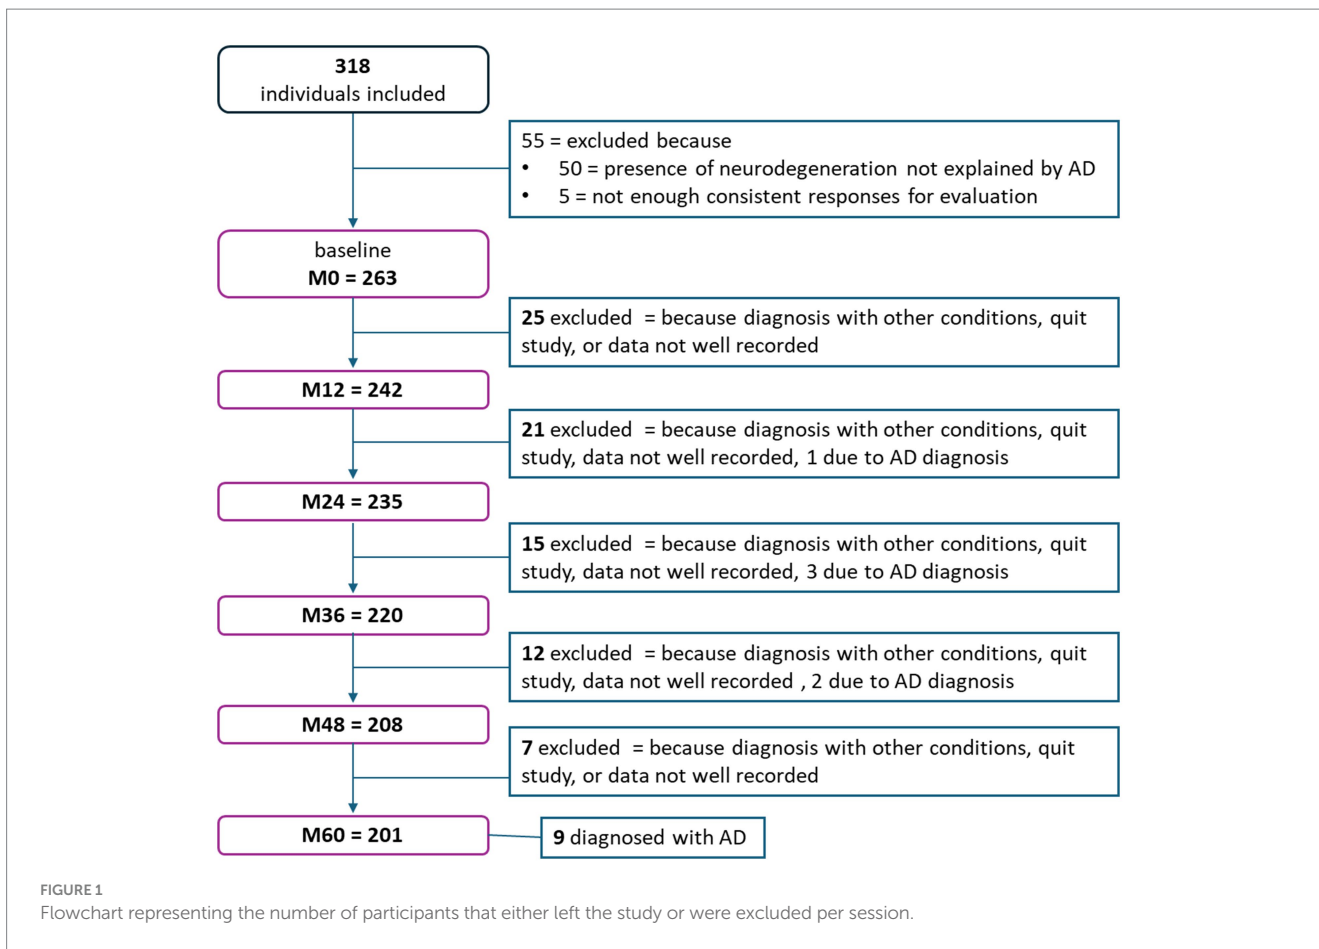 318
individuals included
55 = excluded because
• 50 = presence of neurodegeneration not explained by AD
• 5 = not enough consistent responses for evaluation
baseline
M0 = 263
25 excluded = because diagnosis with other conditions, quit
study, or data not well recorded
M12 = 242
21 excluded = because diagnosis with other conditions, quit
study, data not well recorded, 1 due to AD diagnosis
M24 = 235
15 excluded = because diagnosis with other conditions, quit
study, data not well recorded, 3 due to AD diagnosis
M36 = 220
12 excluded = because diagnosis with other conditions, quit
study, data not well recorded , 2 due to AD diagnosis
M48 = 208
7 excluded = because diagnosis with other conditions, quit
study, or data not well recorded
M60 = 201
9 diagnosed with AD
FIGURE 1
Flowchart representing the number of participants that either left the study or were excluded per session.